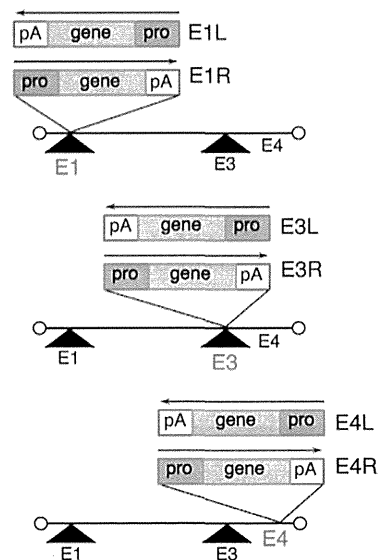 pA gene pro E1L
pro gene pA E1R
E4
E1 E3
pA gene pro E3L
pro gene pA E3R
E4
E1 E3
pA gene pro E4L
pro gene pA E4R
E1 E3 E4